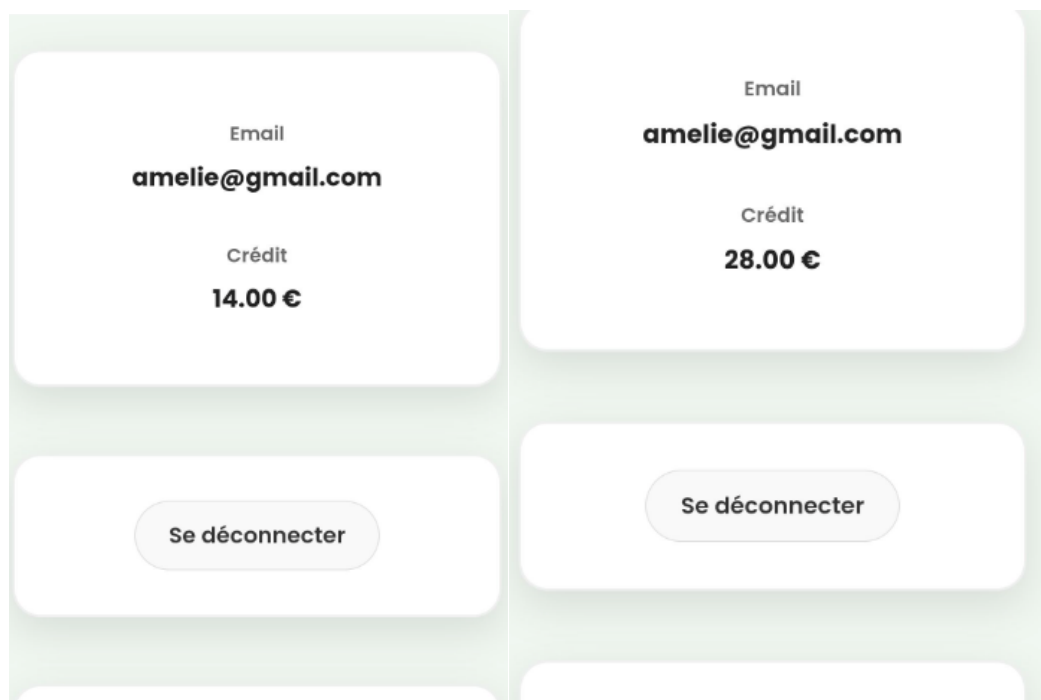 Email
amelie@gmail.com
Crédit
14.00 €
Se déconnecter
Email
amelie@gmail.com
Crédit
28.00 €
Se déconnecter